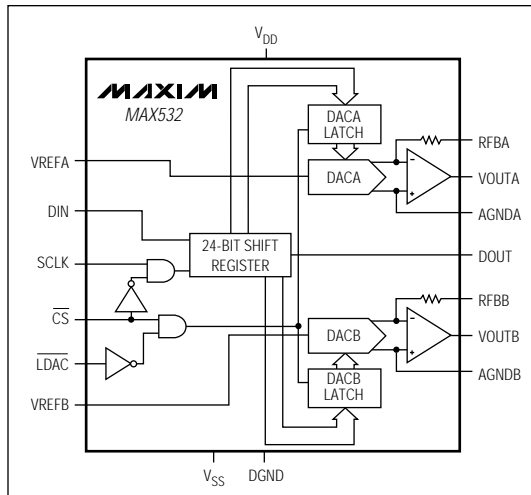 VDD
MAXIM
MAX532
DACA
LATCH
RFBA
VREFA
DACA
VOUTA
AGNDA
DIN
24-BIT SHIFT
REGISTER
DOUT
SCLK
RFBB
CS
DACB
VOUTB
LDAC
DACB
LATCH
AGNDB
VREFB
VSS
DGND